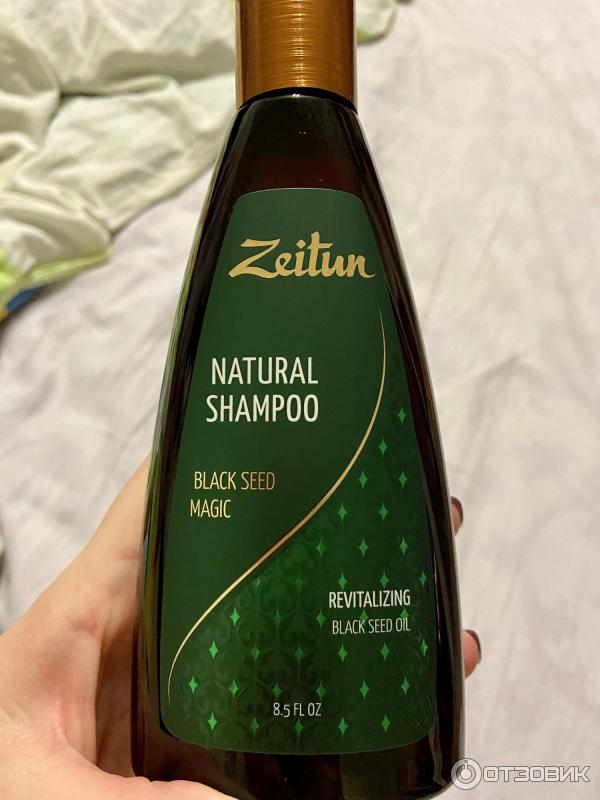 Zeitun
NATURAL
SHAMPOO
BLACK SEED
MAGIC
REVITALIZING
BLACK SEED OIL
8.5 FL OZ
ОТЗОВИК